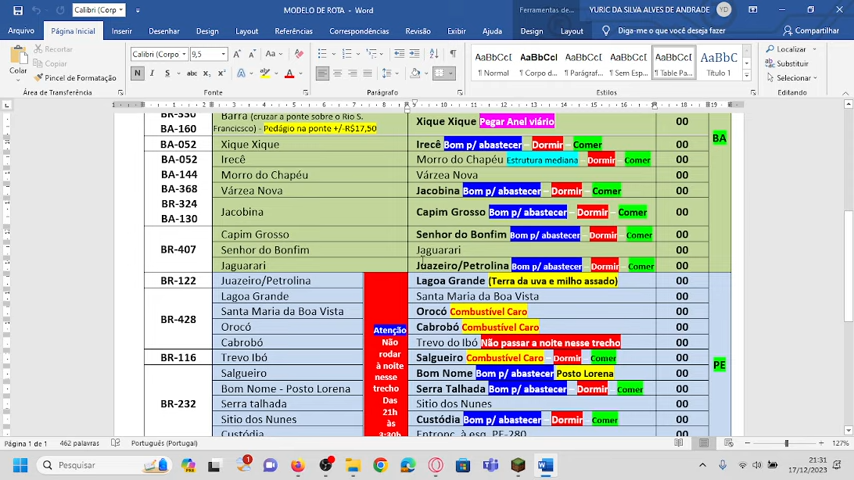 MODELO DE ROTA - Word
Ferramentas de...
YURIC DA SILVA ALVES DE ANDRADE
YD
Arquivo
Página Inicial
Inserir
Desenhar
Design
Layout
Referências
Correspondências
Revisão
Exibir
Design
Layout
Diga-me o que você deseja fazer
Compartilhar
Colar
Recortar
Copiar
Pincel de Formatação
Área de Transferência
Calibri (Corpo)
9,5
Fonte
Parágrafo
AaBbCcI
¶ Normal
AaBbCcI
¶ Corpo d...
AaBbCcI
¶ Parágraf...
AaBbCcI
¶ Sem Esp...
AaBbCcI
¶ Table Pa...
AaBbC
Título 1
Estilo
Localizar
Substituir
Selecionar
Edição
BR-330
BA-160
Barra (cruzar a ponte sobre o Rio S. Francisco) - Pedágio na ponte +/-R$17,50
Xique Xique Pegar Anel viário
00
BA
BA-052
Xique Xique
Irecê Bom p/ abastecer – Dormir – Comer
00
BA-052
Irecê
Morro do Chapéu Estrutura mediana – Dormir – Comer
00
BA-144
Morro do Chapéu
Várzea Nova
00
BA-368
Várzea Nova
Jacobina Bom p/ abastecer – Dormir – Comer
00
BR-324
BA-130
Jacobina
Capim Grosso Bom p/ abastecer – Dormir – Comer
00
BR-407
Capim Grosso
Senhor do Bonfim Bom p/ abastecer – Dormir – Comer
00
Senhor do Bonfim
Jaguarari
00
Jaguarari
Juazeiro/Petrolina Bom p/ abastecer – Dormir – Comer
00
BR-122
Juazeiro/Petrolina
Lagoa Grande (Terra da uva e milho assado)
00
BR-428
Lagoa Grande
Santa Maria da Boa Vista
00
Santa Maria da Boa Vista
Orocó Combustível Caro
00
Orocó
Cabrobó Combustível Caro
00
Cabrobó
Trevo do Ibó Não passar a noite nesse trecho
00
BR-116
Trevo Ibó
Salgueiro Combustível Caro – Dormir – Comer
00
PE
BR-232
Salgueiro
Bom Nome Bom p/ abastecer Posto Lorena
00
Bom Nome - Posto Lorena
Serra Talhada Bom p/ abastecer – Dormir – Comer
00
Serra talhada
Sitio dos Nunes
00
Sitio dos Nunes
Custódia Bom p/ abastecer – Dormir – Comer
00
Custódia
Entronc. à esq. PE-280
Atenção
Não
rodar
à noite
nesse
trecho
Das
21h
às
3:30h
Página 1 de 1
462 palavras
Português (Portugal)
127%
Pesquisar
21:31
17/12/2023